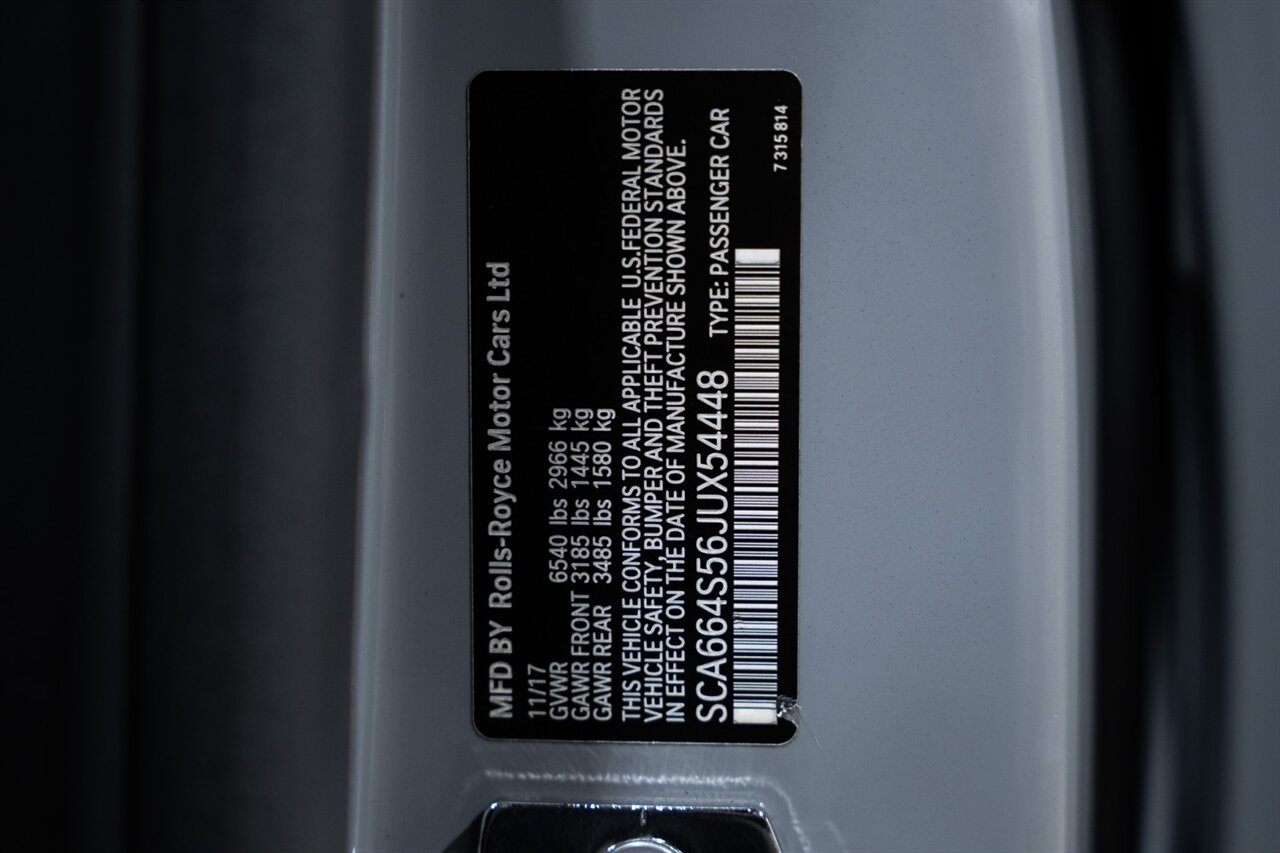 MFD BY Rolls-Royce Motor Cars Ltd
11/17
GVWR 6540 lbs 2966 kg
GAWR FRONT 3185 lbs 1445 kg
GAWR REAR 3485 lbs 1580 kg
THIS VEHICLE CONFORMS TO ALL APPLICABLE U.S.FEDERAL MOTOR
VEHICLE SAFETY, BUMPER AND THEFT PREVENTION STANDARDS
IN EFFECT ON THE DATE OF MANUFACTURE SHOWN ABOVE.
SCA664S56JUX54448 TYPE: PASSENGER CAR
7 315 814